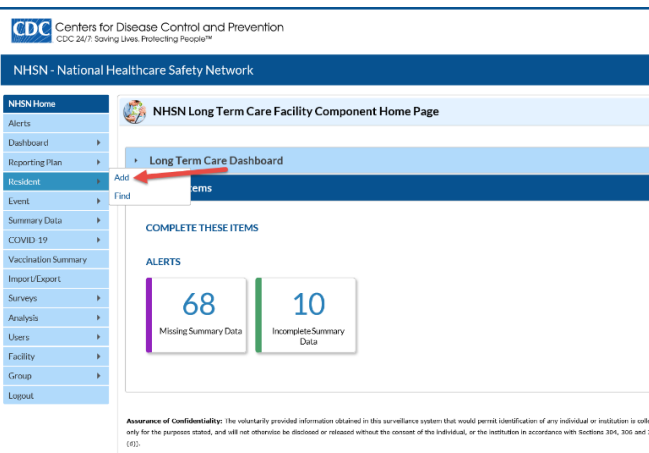 CDC Centers for Disease Control and Prevention
CDC 24/7: Saving Lives. Protecting People™
NHSN - National Healthcare Safety Network
NHSN Home
Alerts
Dashboard
Reporting Plan
Resident
Event
Summary Data
COVID-19
Vaccination Summary
Import/Export
Surveys
Analysis
Users
Facility
Group
Logout
Add
Find
NHSN Long Term Care Facility Component Home Page
Long Term Care Dashboard
ems
COMPLETE THESE ITEMS
ALERTS
68
Missing Summary Data
10
Incomplete Summary
Data
Assurance of Confidentiality: The voluntarily provided information obtained in this surveillance system that would permit identification of any individual or institution is
only for the purposes stated, and will not otherwise be disclosed or released without the consent of the individual, or the institution in accordance with Sections 304, 306 and
(d)).